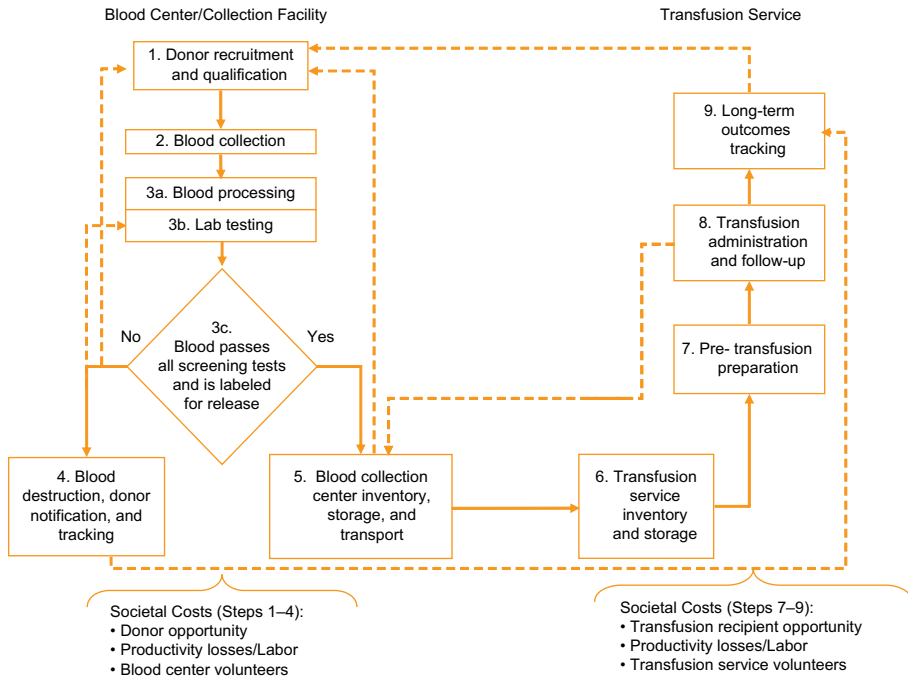 Blood Center/Collection Facility
Transfusion Service
1. Donor recruitment
and qualification
2. Blood collection
3a. Blood processing
3b. Lab testing
No
3c.
Blood passes
all screening tests
and is labeled
for release
Yes
4. Blood
destruction, donor
notification, and
tracking
5. Blood collection
center inventory,
storage, and
transport
6. Transfusion
service
inventory
and storage
7. Pre- transfusion
preparation
8. Transfusion
administration
and follow-up
9. Long-term
outcomes
tracking
Societal Costs (Steps 1–4):
• Donor opportunity
• Productivity losses/Labor
• Blood center volunteers
Societal Costs (Steps 7–9):
• Transfusion recipient opportunity
• Productivity losses/Labor
• Transfusion service volunteers